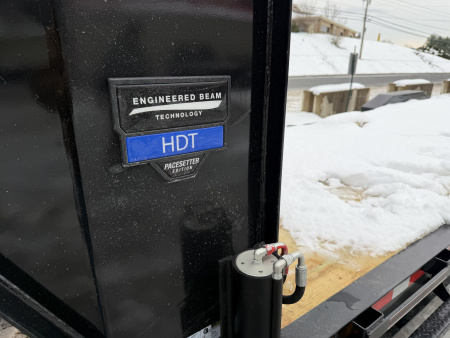 ENGINEERED BEAM
TECHNOLOGY
HDT
PACESETTER
EDITION